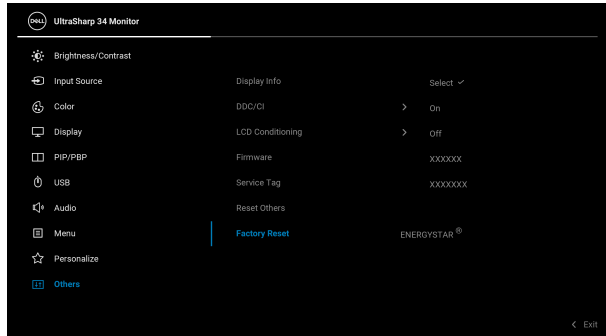 DELL UltraSharp 34 Monitor
Brightness/Contrast
Input Source
Display Info
Select
Color
DDC/CI
On
Display
LCD Conditioning
Off
PIP/PBP
Firmware
XXXXXX
USB
Service Tag
XXXXXXX
Audio
Reset Others
Menu
Factory Reset
ENERGYSTAR ®
Personalize
Others
Exit